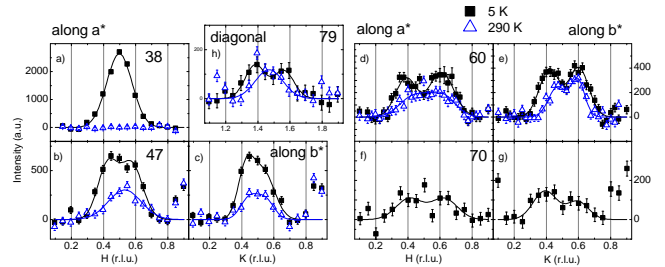 along a*
diagonal
79
along a*
5 K
290 K
along b*
a)
38
h)
d)
60
e)
2000
1000
0
200
0
400
200
0
1.2 1.4 1.6 1.8
Intensity (a.u.)
b)
47
c)
along b*
f)
70
g)
500
0
200
0
0.2 0.4 0.6 0.8
0.2 0.4 0.6 0.8
0.2 0.4 0.6 0.8
0.2 0.4 0.6 0.8
H (r.l.u.)
K (r.l.u.)
H (r.l.u.)
K (r.l.u.)